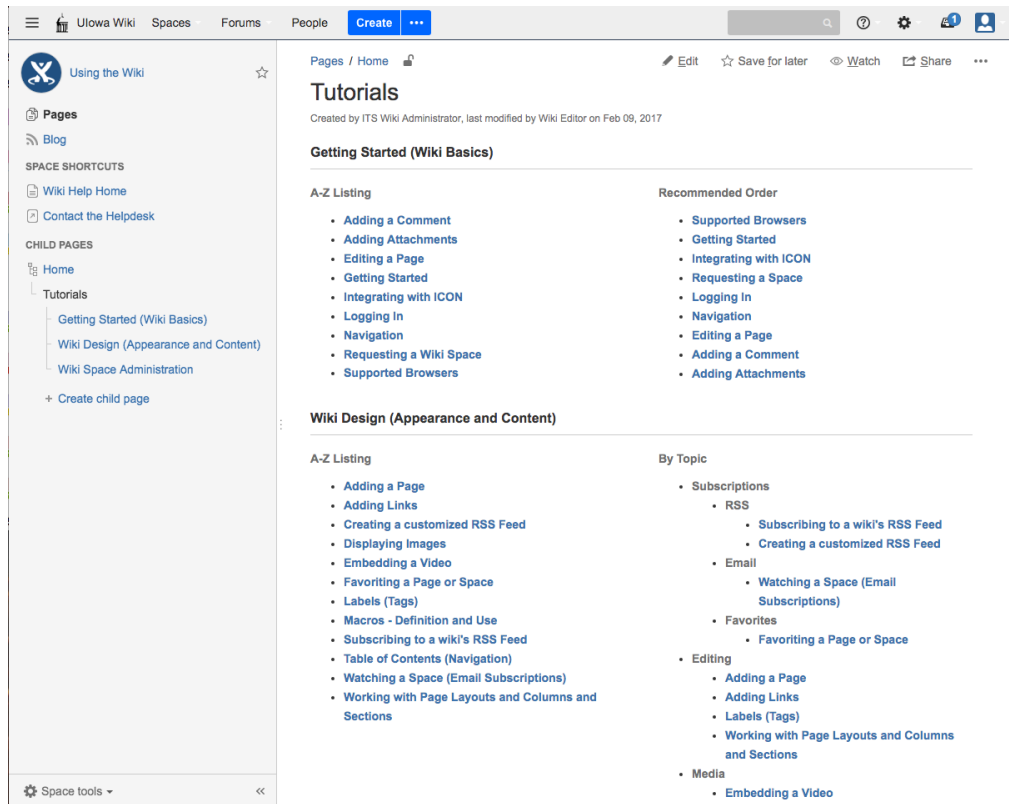 UIowa Wiki Spaces Forums People Create ••• 1
Using the Wiki
Pages
Blog
SPACE SHORTCUTS
Wiki Help Home
Contact the Helpdesk
CHILD PAGES
Home
Tutorials
Getting Started (Wiki Basics)
Wiki Design (Appearance and Content)
Wiki Space Administration
+ Create child page
Space tools
Pages / Home
Edit Save for later Watch Share •••
Tutorials
Created by ITS Wiki Administrator, last modified by Wiki Editor on Feb 09, 2017
Getting Started (Wiki Basics)
A-Z Listing
• Adding a Comment
• Adding Attachments
• Editing a Page
• Getting Started
• Integrating with ICON
• Logging In
• Navigation
• Requesting a Wiki Space
• Supported Browsers
Recommended Order
• Supported Browsers
• Getting Started
• Integrating with ICON
• Requesting a Space
• Logging In
• Navigation
• Editing a Page
• Adding a Comment
• Adding Attachments
Wiki Design (Appearance and Content)
A-Z Listing
• Adding a Page
• Adding Links
• Creating a customized RSS Feed
• Displaying Images
• Embedding a Video
• Favoriting a Page or Space
• Labels (Tags)
• Macros - Definition and Use
• Subscribing to a wiki's RSS Feed
• Table of Contents (Navigation)
• Watching a Space (Email Subscriptions)
• Working with Page Layouts and Columns and
Sections
By Topic
• Subscriptions
• RSS
• Subscribing to a wiki's RSS Feed
• Creating a customized RSS Feed
• Email
• Watching a Space (Email
Subscriptions)
• Favorites
• Favoriting a Page or Space
• Editing
• Adding a Page
• Adding Links
• Labels (Tags)
• Working with Page Layouts and Columns
and Sections
• Media
• Embedding a Video